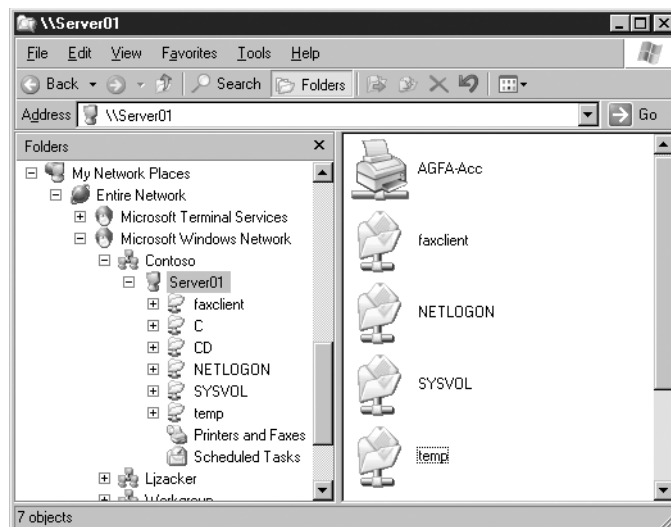 \\Server01
File Edit View Favorites Tools Help
Back Search Folders
Address \\Server01 Go
Folders
My Network Places
Entire Network
Microsoft Terminal Services
Microsoft Windows Network
Contoso
Server01
faxclient
C
CD
NETLOGON
SYSVOL
temp
Printers and Faxes
Scheduled Tasks
Ljzacker
Workgroup
AGFA-Acc
faxclient
NETLOGON
SYSVOL
temp
7 objects